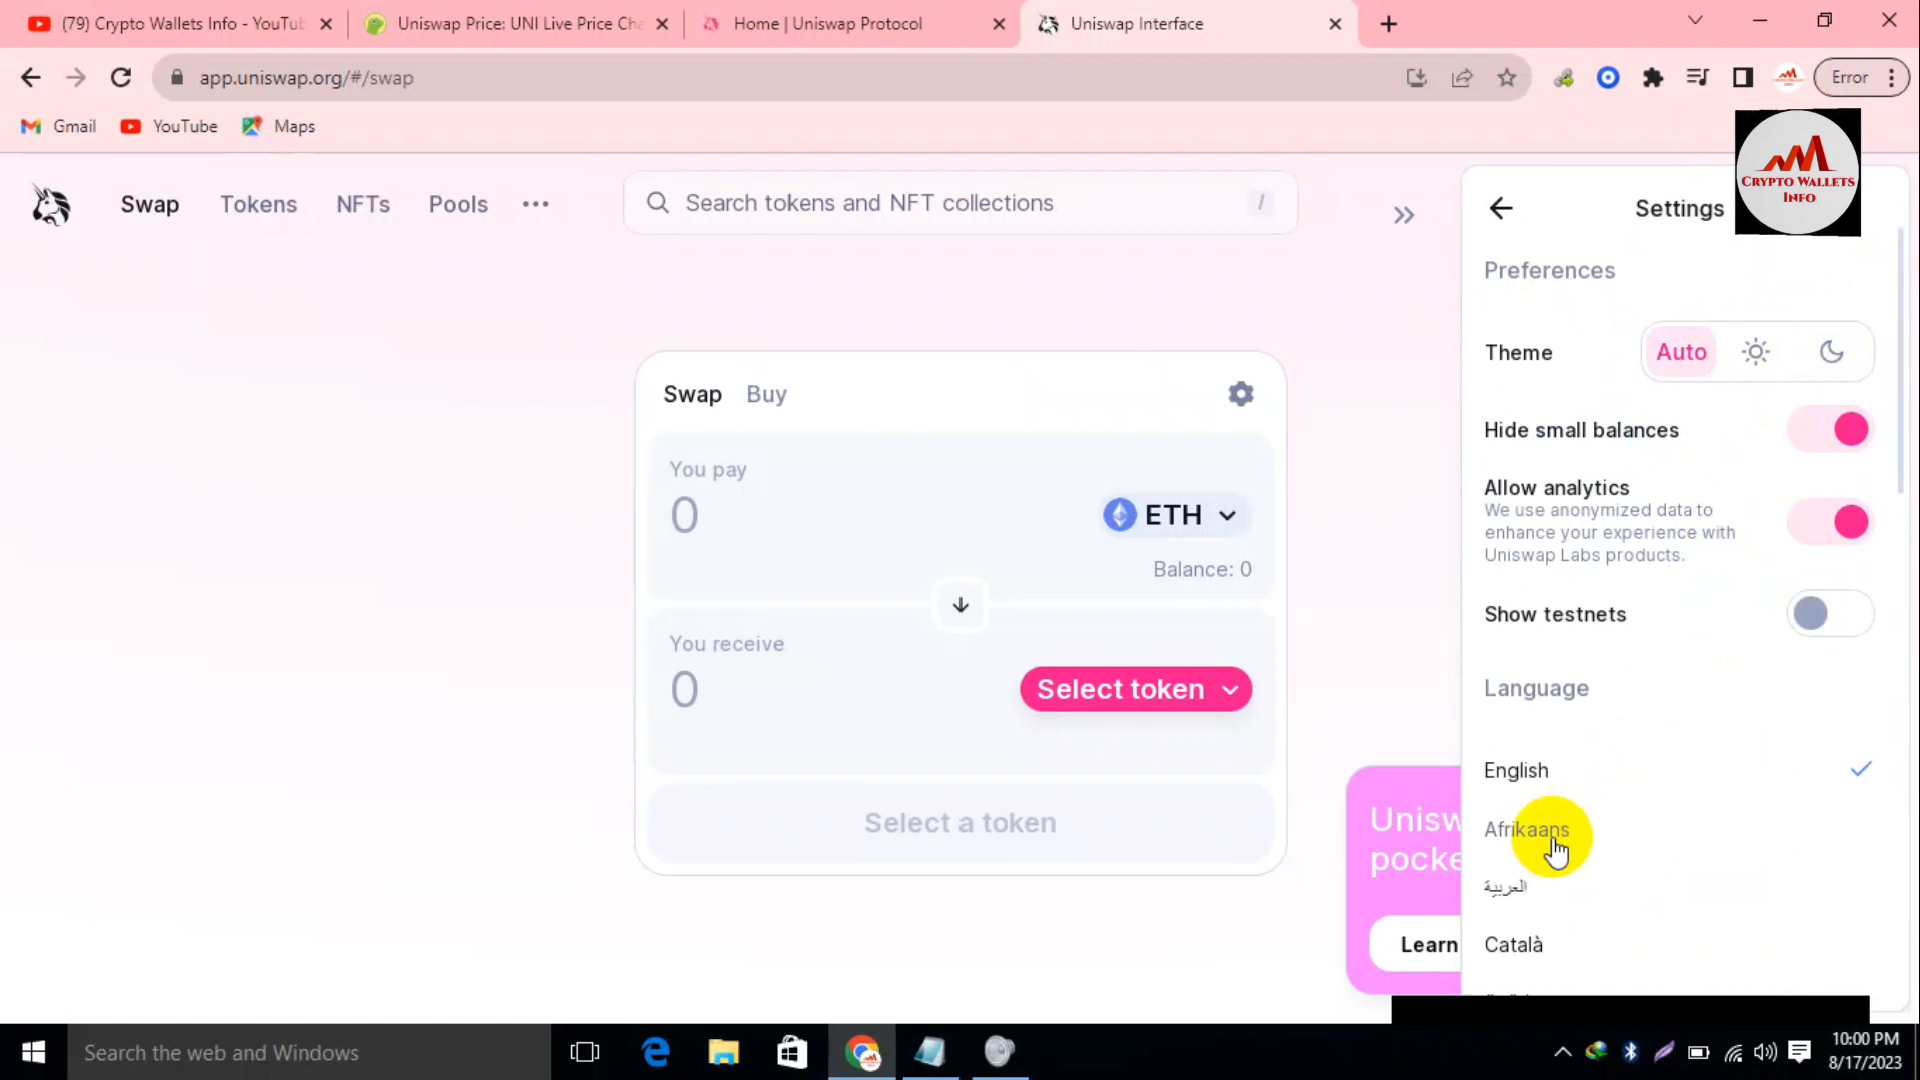 (79) Crypto Wallets Info - YouTub
Uniswap Price: UNI Live Price Cha
Home | Uniswap Protocol
Uniswap Interface
app.uniswap.org/#/swap
Error
Gmail
YouTube
Maps
CRYPTO WALLETS
INFO
Swap
Tokens
NFTs
Pools
Search tokens and NFT collections
/
Settings
Preferences
Theme
Auto
Hide small balances
Allow analytics
We use anonymized data to
enhance your experience with
Uniswap Labs products.
Show testnets
Language
English
Afrikaans
العربية
Català
Swap
Buy
You pay
0
ETH
Balance: 0
You receive
0
Select token
Select a token
Unisw
pocke
Learn
Search the web and Windows
10:00 PM
8/17/2023